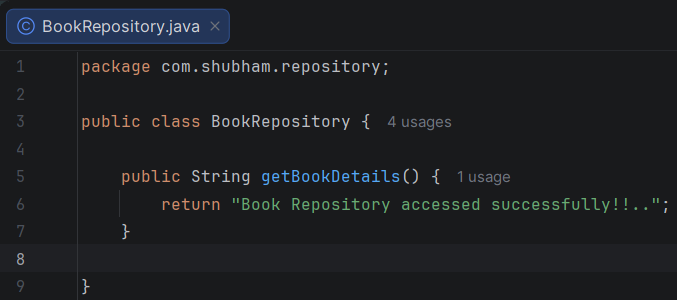 BookRepository.java
1 package com.shubham.repository;
2
3 public class BookRepository { 4 usages
4
5 public String getBookDetails() { 1 usage
6 return "Book Repository accessed successfully!!..";
7 }
8
9 }